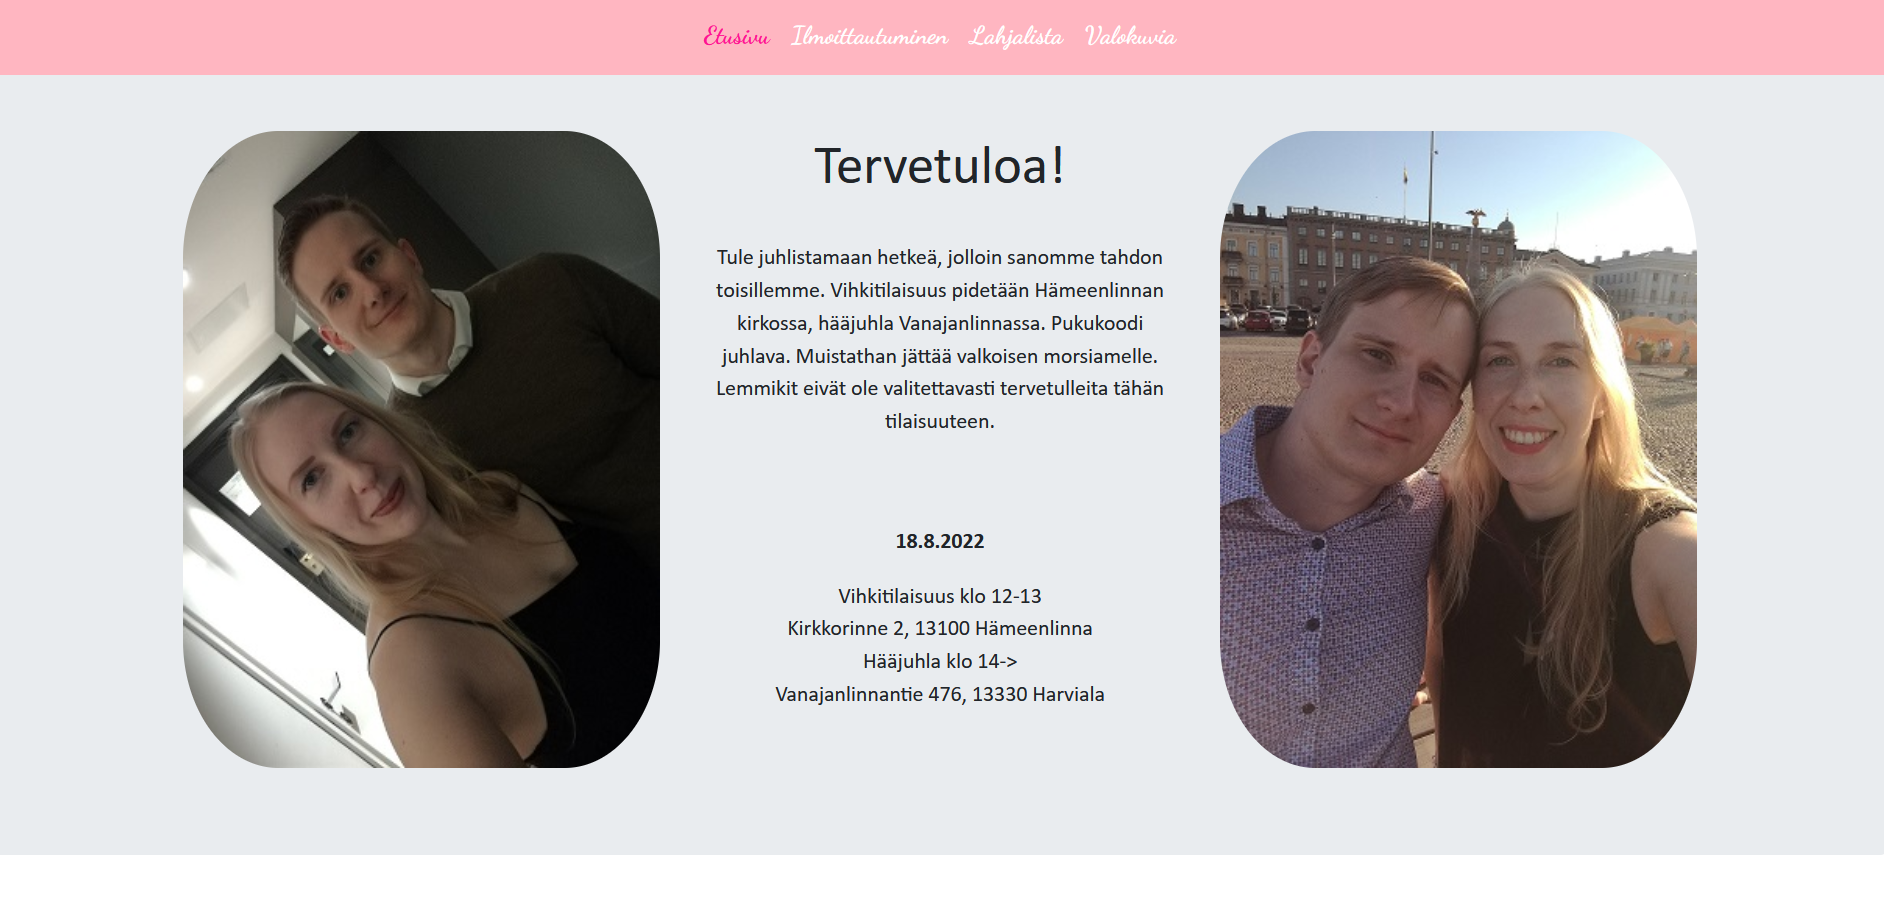 Etusivu Ilmoittautuminen Lahjalista Valokuvia
Tervetuloa!
Tule juhlistamaan hetkeä, jolloin sanomme tahdon
toisillemme. Vihkitilaisuus pidetään Hämeenlinnan
kirkossa, hääjuhla Vanajanlinnassa. Pukukoodi
juhlava. Muistathan jättää valkoisen morsiamelle.
Lemmikit eivät ole valitettavasti tervetulleita tähän
tilaisuuteen.
18.8.2022
Vihkitilaisuus klo 12-13
Kirkkorinne 2, 13100 Hämeenlinna
Hääjuhla klo 14->
Vanajanlinnantie 476, 13330 Harviala